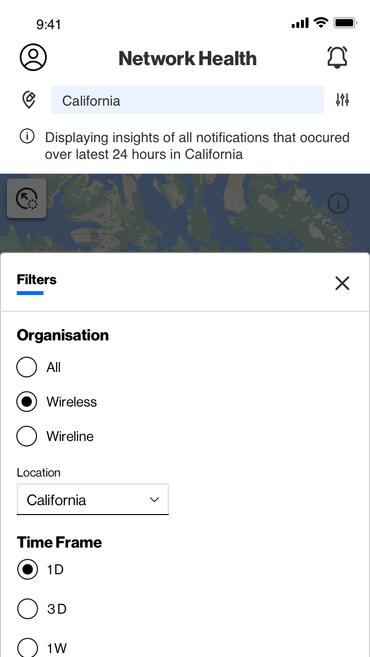 9:41
Network Health
California
Displaying insights of all notifications that oocured
over latest 24 hours in California
Filters
Organisation
All
Wireless
Wireline
Location
California
Time Frame
1D
3D
1W